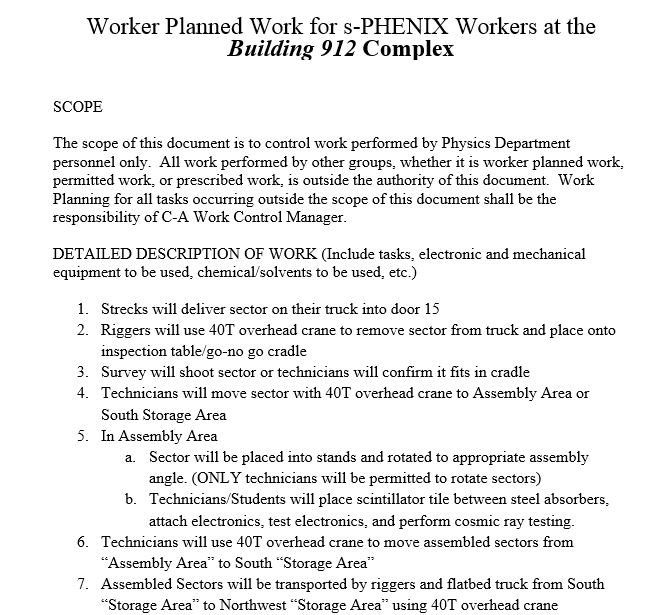 Worker Planned Work for s-PHENIX Workers at the
Building 912 Complex
SCOPE
The scope of this document is to control work performed by Physics Department
personnel only. All work performed by other groups, whether it is worker planned work,
permitted work, or prescribed work, is outside the authority of this document. Work
Planning for all tasks occurring outside the scope of this document shall be the
responsibility of C-A Work Control Manager.
DETAILED DESCRIPTION OF WORK (Include tasks, electronic and mechanical
equipment to be used, chemical/solvents to be used, etc.)
1. Strecks will deliver sector on their truck into door 15
2. Riggers will use 40T overhead crane to remove sector from truck and place onto
inspection table/go-no go cradle
3. Survey will shoot sector or technicians will confirm it fits in cradle
4. Technicians will move sector with 40T overhead crane to Assembly Area or
South Storage Area
5. In Assembly Area
a. Sector will be placed into stands and rotated to appropriate assembly
angle. (ONLY technicians will be permitted to rotate sectors)
b. Technicians/Students will place scintillator tile between steel absorbers,
attach electronics, test electronics, and perform cosmic ray testing.
6. Technicians will use 40T overhead crane to move assembled sectors from
“Assembly Area” to South “Storage Area”
7. Assembled Sectors will be transported by riggers and flatbed truck from South
“Storage Area” to Northwest “Storage Area” using 40T overhead crane